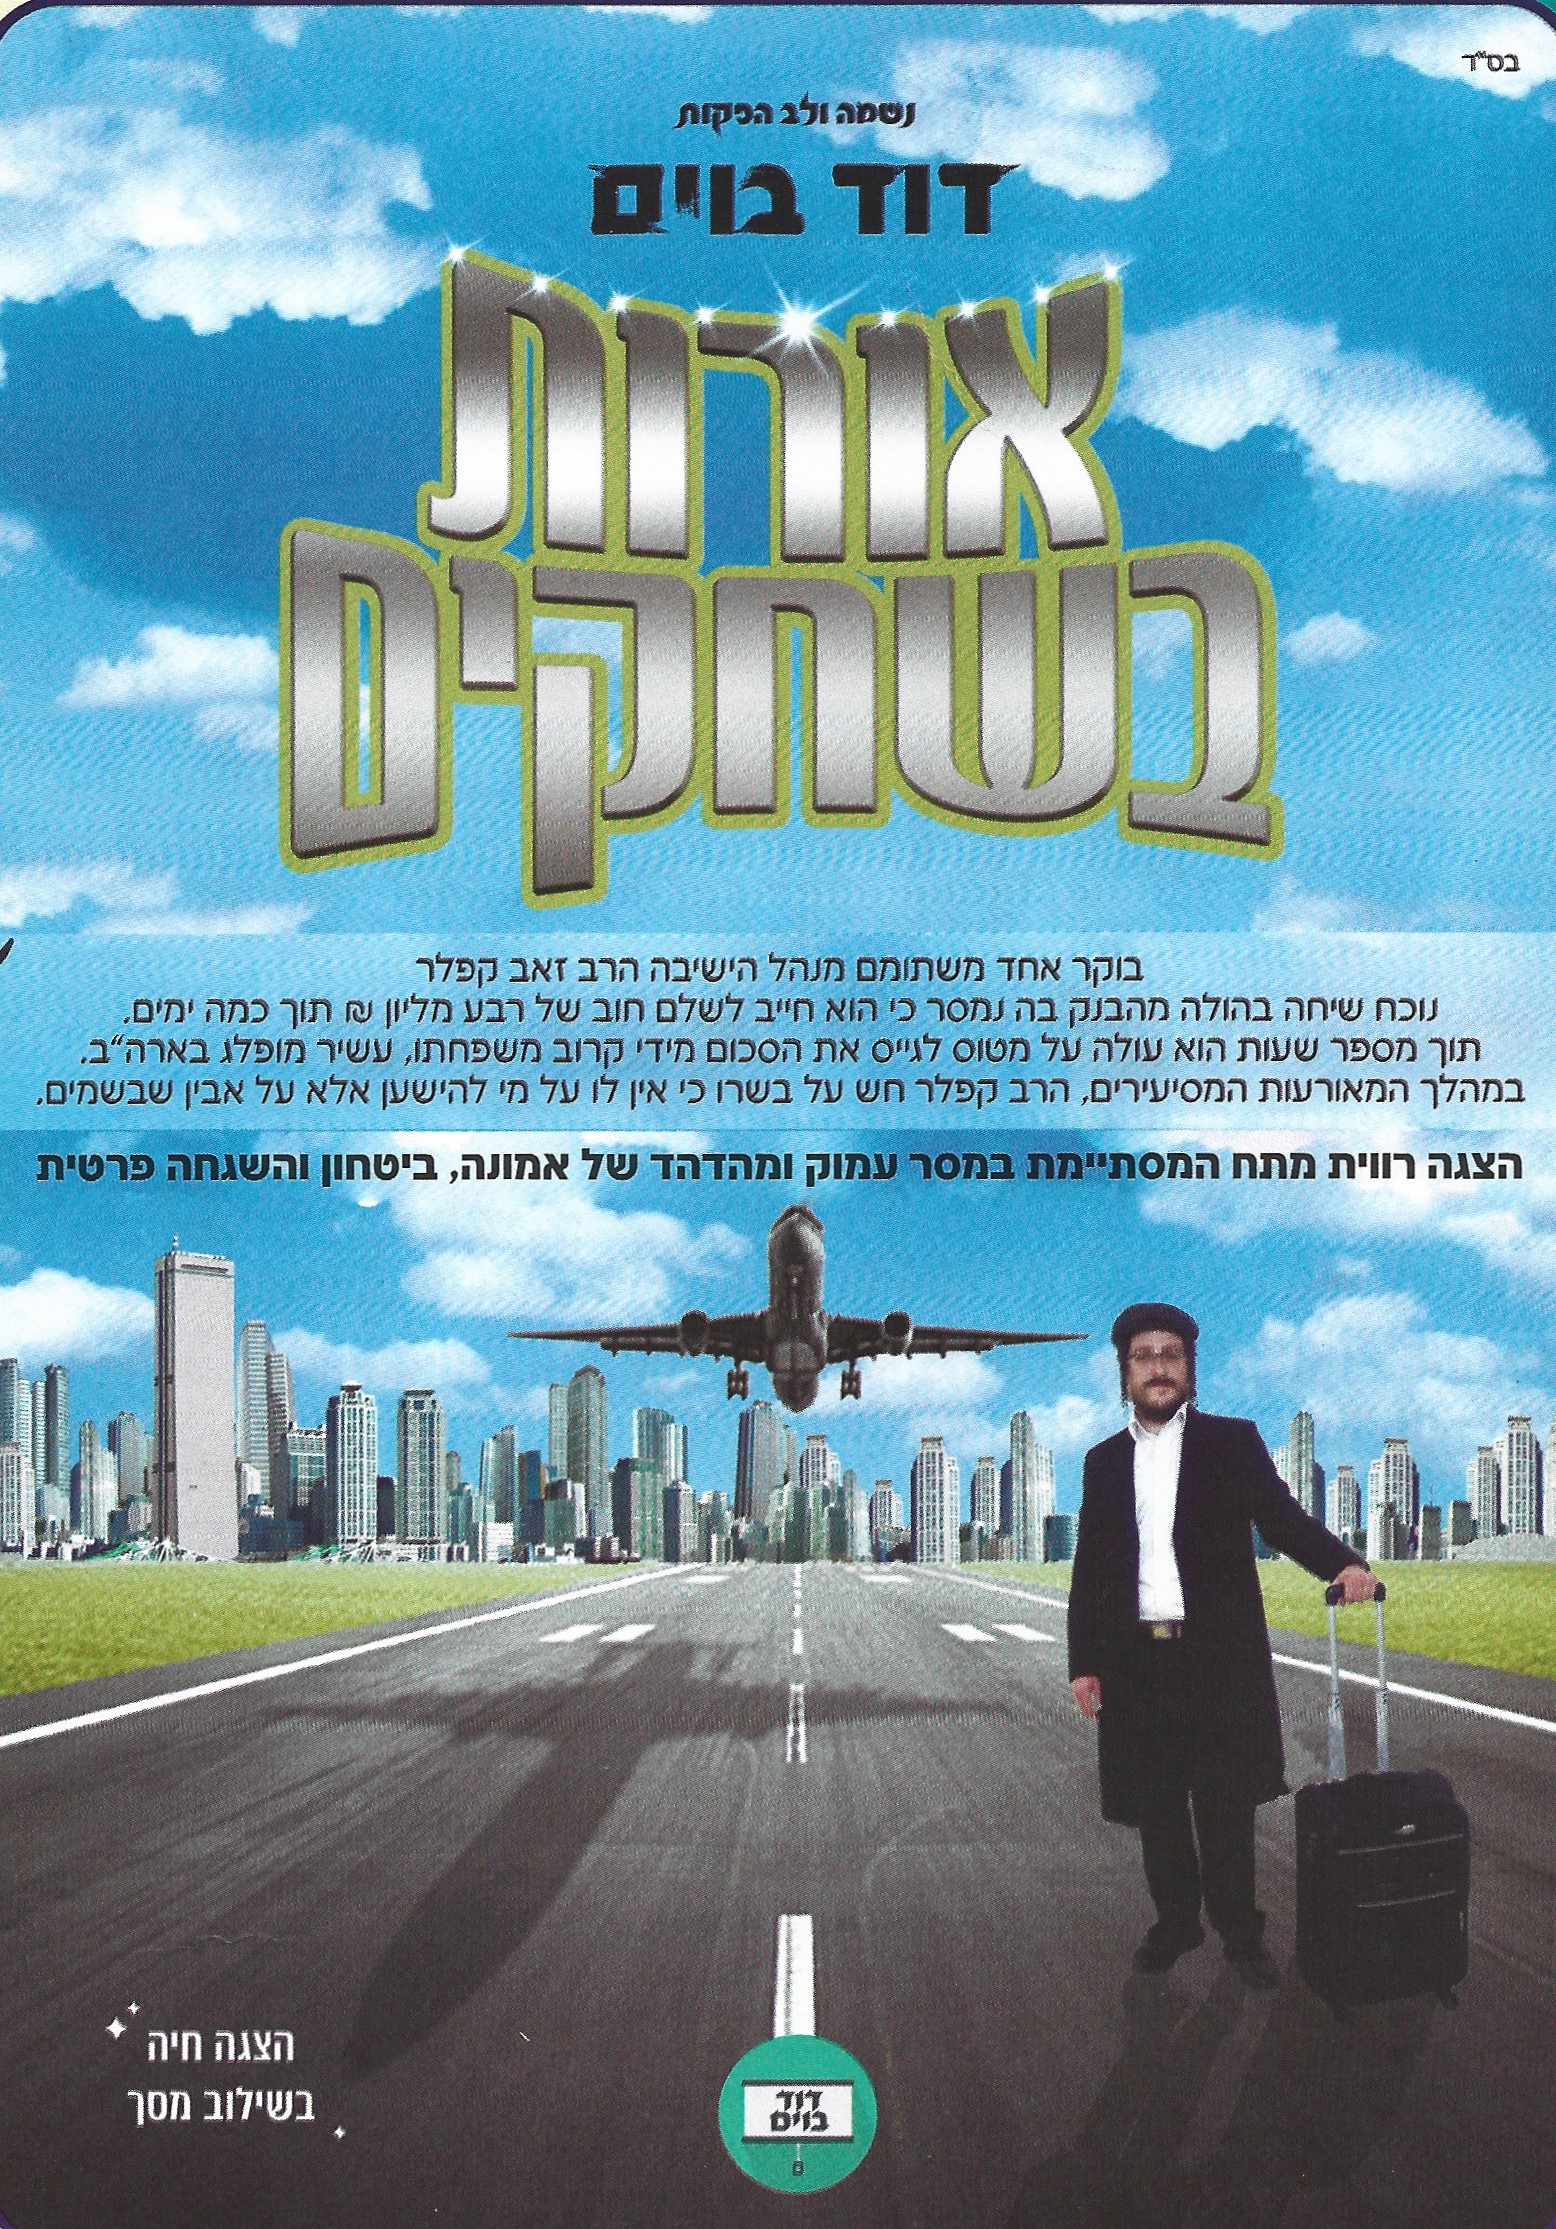 בס"ד
נשמה ולב הפקות
דוד בוים
אורות
בשחקים
בוקר אחד משתומם מנהל הישיבה הרב זאב קפלר
נוכח שיחה בהולה מהבנק בה נמסר כי הוא חייב לשלם חוב של רבע מליון ₪ תוך כמה ימים.
תוך מספר שעות הוא עולה על מטוס לגייס את הסכום מידי קרוב משפחתו, עשיר מופלג בארה"ב.
במהלך המאורעות המסיעירים, הרב קפלר חש על בשרו כי אין לו על מי להישען אלא על אבין שבשמים.
הצגה רווית מתח המסתיימת במסר עמוק ומהדהד של אמונה, ביטחון והשגחה פרטית
הצגה חיה
בשילוב מסך
דוד
בוים